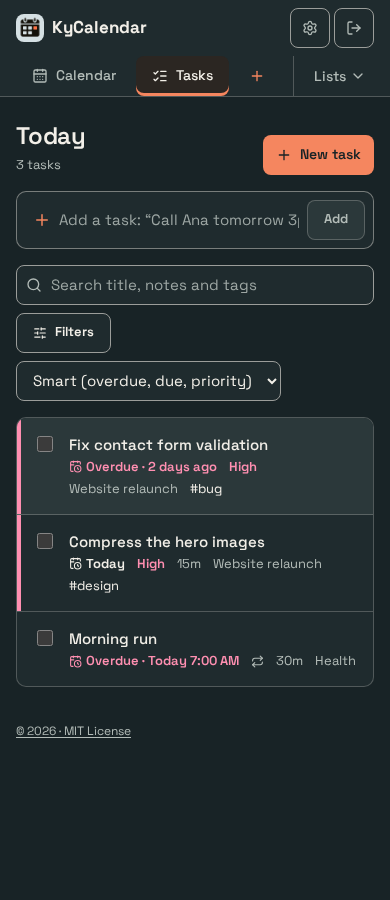 KyCalendar
Calendar
Tasks
Lists
Today
3 tasks
New task
Add a task: “Call Ana tomorrow 3
Add
Search title, notes and tags
Filters
Smart (overdue, due, priority)
Fix contact form validation
Overdue · 2 days ago High
Website relaunch #bug
Compress the hero images
Today High 15m Website relaunch
#design
Morning run
Overdue · Today 7:00 AM 30m Health
© 2026 · MIT License